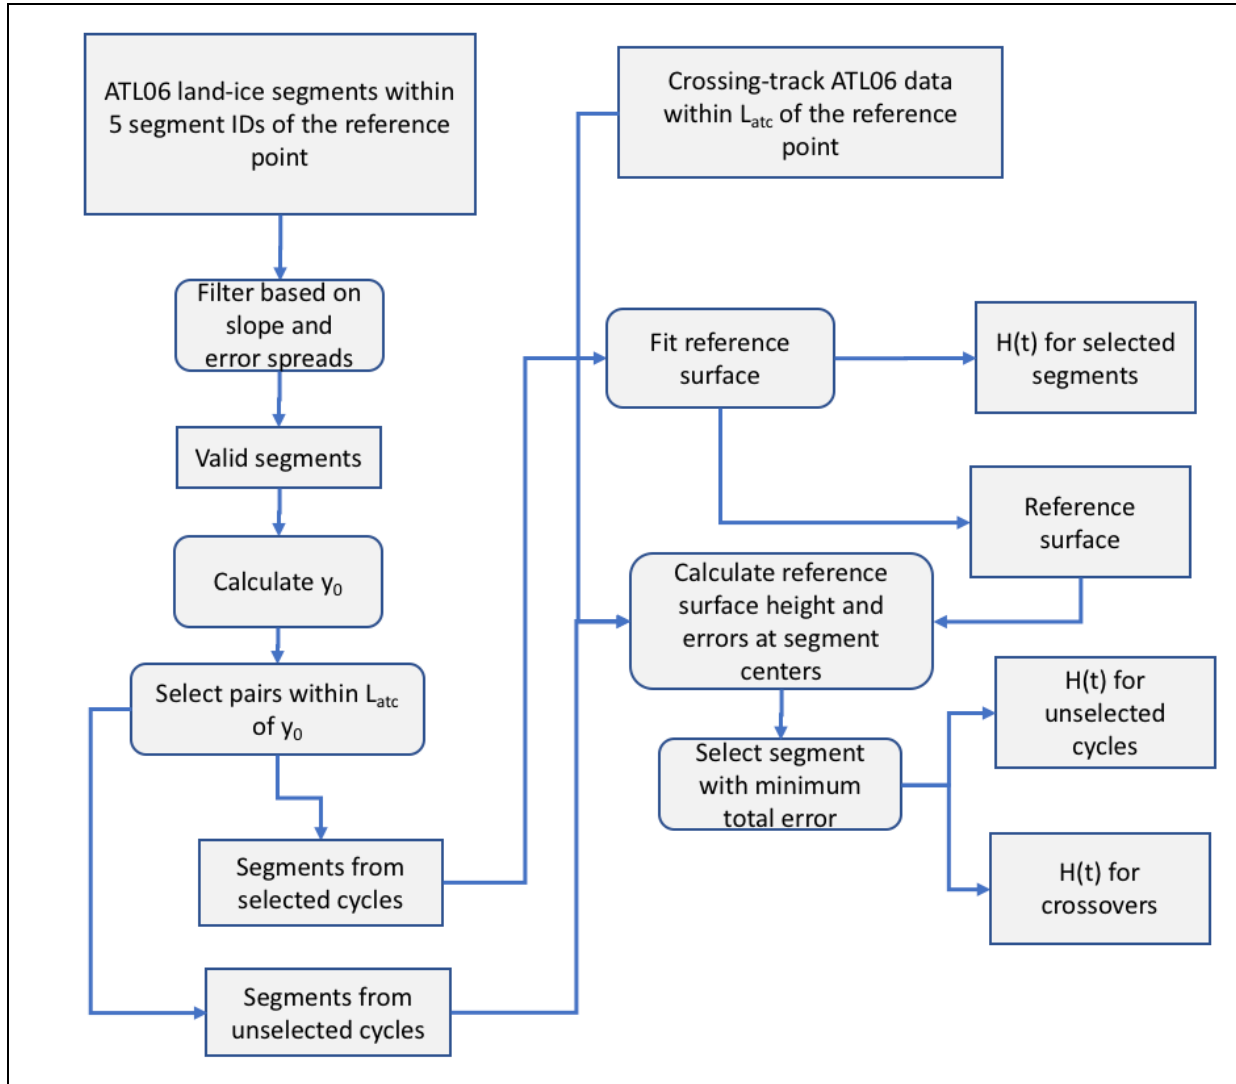 ATL06 land-ice segments within
5 segment IDs of the reference
point
Filter based on
slope and
error spreads
Valid segments
Calculate y₀
Select pairs within Lₐₜc
of y₀
Segments from
selected cycles
Segments from
unselected cycles
Crossing-track ATL06 data
within Lₐₜc of the reference
point
Fit reference
surface
H(t) for selected
segments
Reference
surface
Calculate reference
surface height and
errors at segment
centers
Select segment
with minimum
total error
H(t) for
unselected
cycles
H(t) for
crossovers